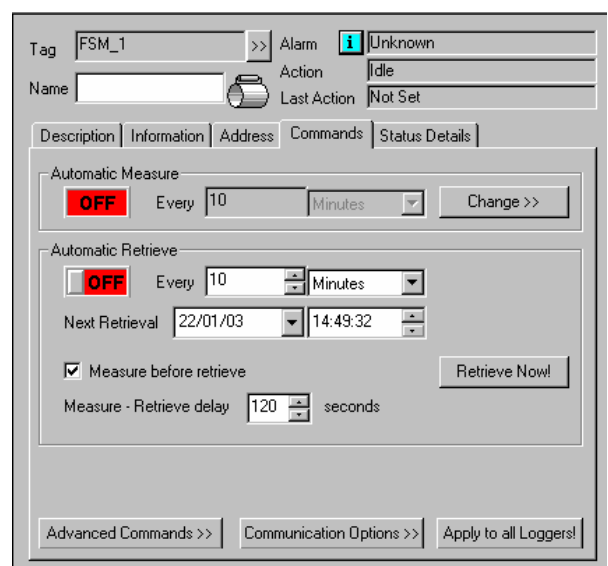 Tag FSM_1 >> Alarm i Unknown
Action Idle
Name Last Action Not Set
Description Information Address Commands Status Details
Automatic Measure
OFF Every 10 Minutes Change >>
Automatic Retrieve
OFF Every 10 Minutes
Next Retrieval 22/01/03 14:49:32
Measure before retrieve Retrieve Now!
Measure - Retrieve delay 120 seconds
Advanced Commands >> Communication Options >> Apply to all Loggers!